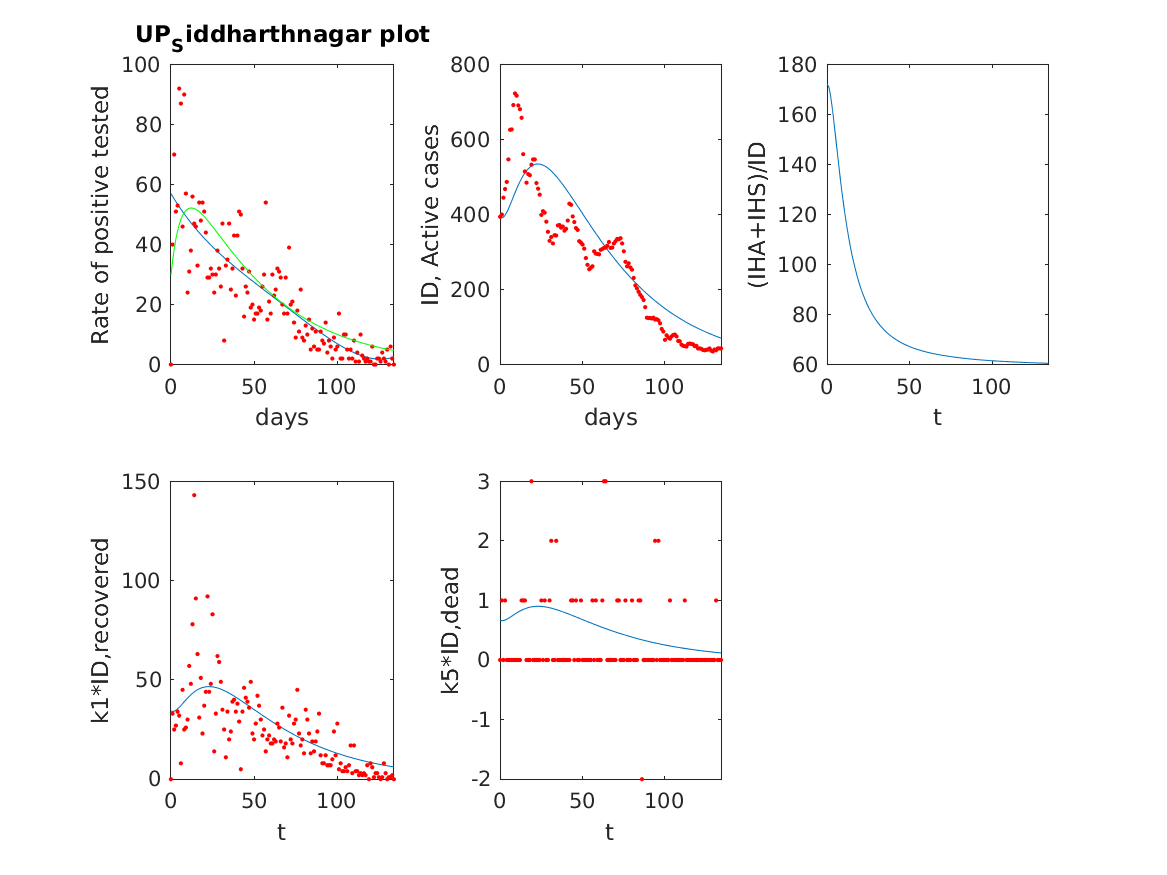 UP_Siddharthnagar plot
100
80
60
40
20
0
0 50 100
days
Rate of positive tested
800
600
400
200
0
0 50 100
days
ID, Active cases
180
160
140
120
100
80
60
0 50 100
t
(IHA+IHS)/ID
150
100
50
0
0 50 100
t
k1*ID,recovered
3
2
1
0
-1
-2
0 50 100
t
k5*ID,dead